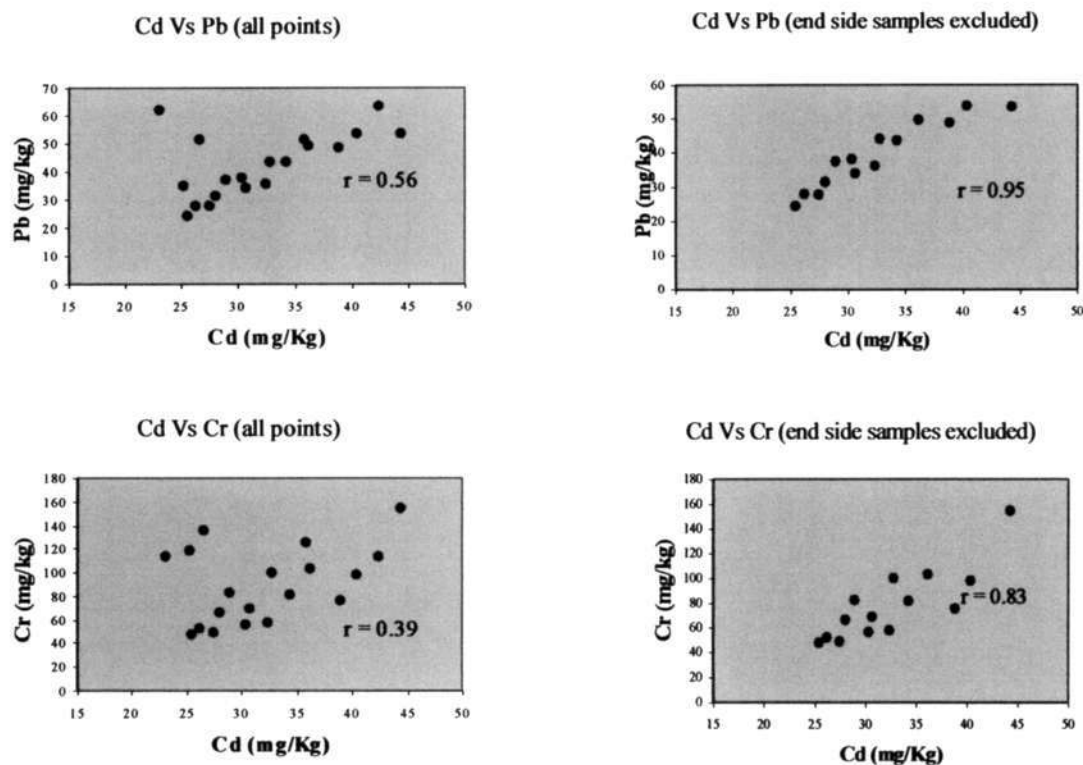 Cd Vs Pb (all points)
Pb (mg/kg)
70
60
50
40
30
20
10
0
r = 0.56
15 20 25 30 35 40 45 50
Cd (mg/Kg)
Cd Vs Pb (end side samples excluded)
Pb (mg/kg)
60
50
40
30
20
10
0
r = 0.95
15 20 25 30 35 40 45 50
Cd (mg/Kg)
Cd Vs Cr (all points)
Cr (mg/kg)
180
160
140
120
100
80
60
40
20
0
r = 0.39
15 20 25 30 35 40 45 50
Cd (mg/Kg)
Cd Vs Cr (end side samples excluded)
Cr (mg/kg)
180
160
140
120
100
80
60
40
20
0
r = 0.83
15 20 25 30 35 40 45 50
Cd (mg/Kg)